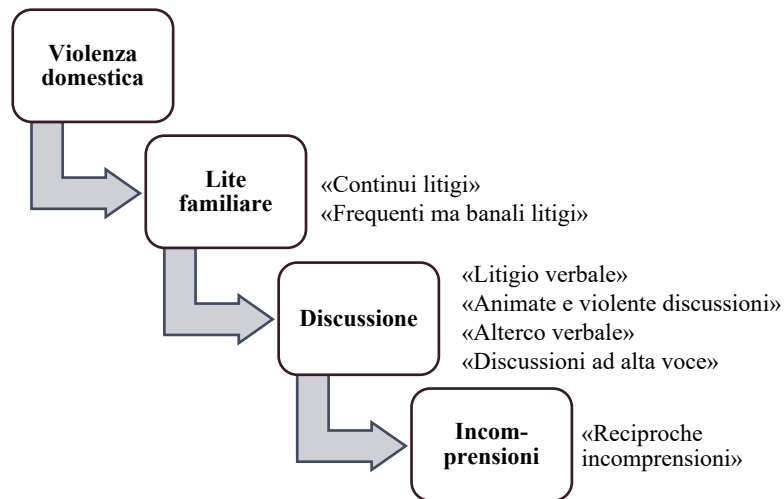 Violenza
domestica
Lite
familiare
«Continui litigi»
«Frequenti ma banali litigi»
Discussione
«Litigio verbale»
«Animate e violente discussioni»
«Alterco verbale»
«Discussioni ad alta voce»
Incom-
prensioni
«Reciproche
incomprensioni»